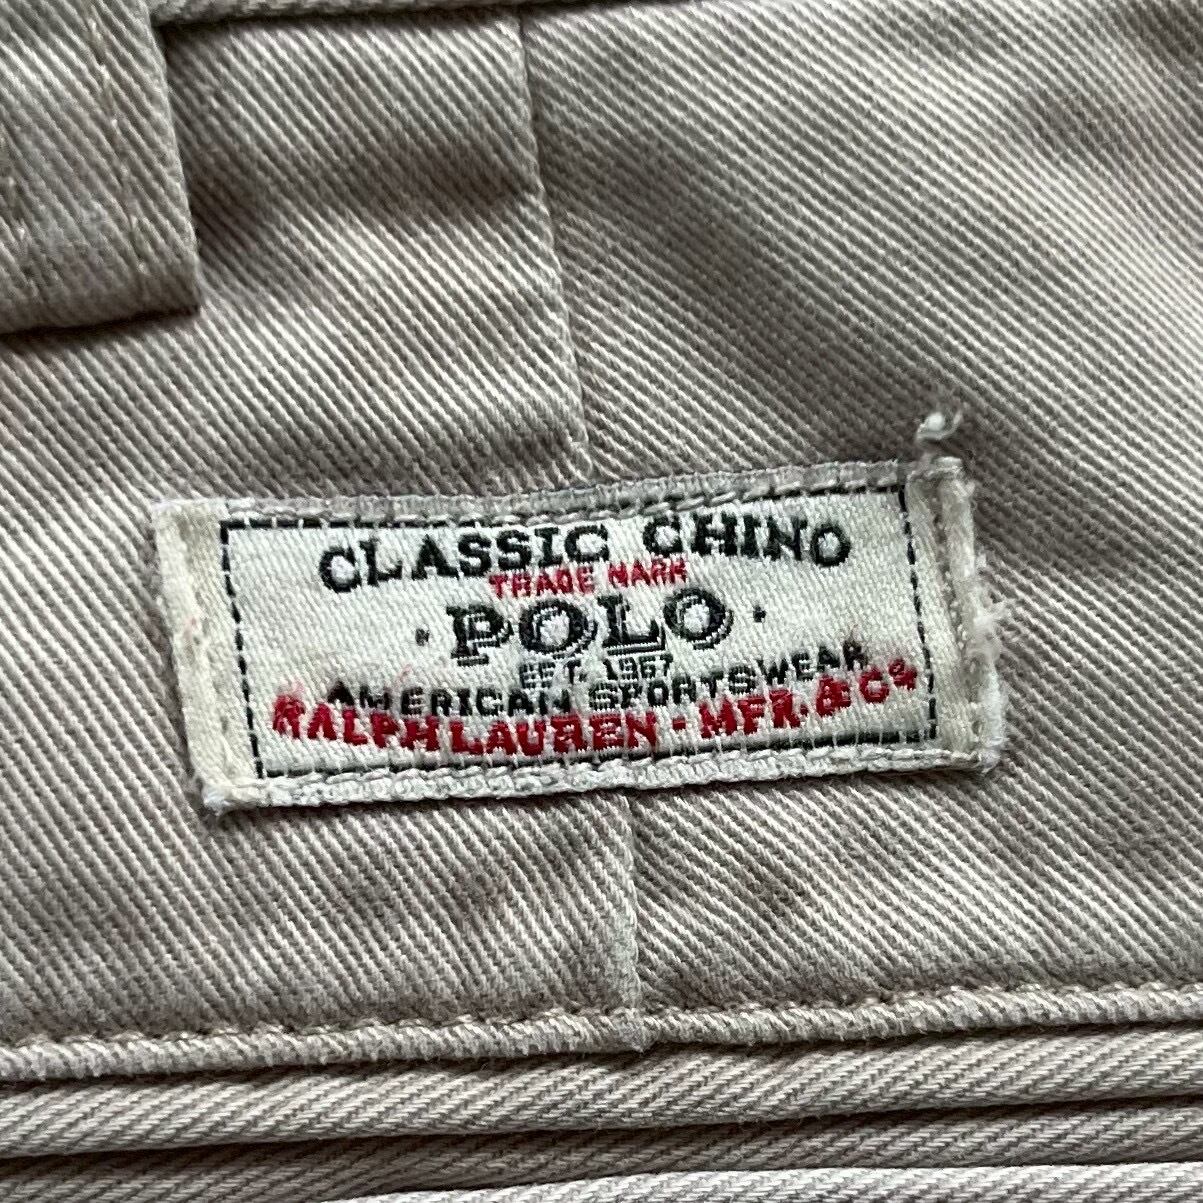 CLASSIC CHINO
TRADE MARK
· POLO ·
EST. 1967
AMERICAN SPORTSWEAR
RALPH LAUREN - MFR. & Co